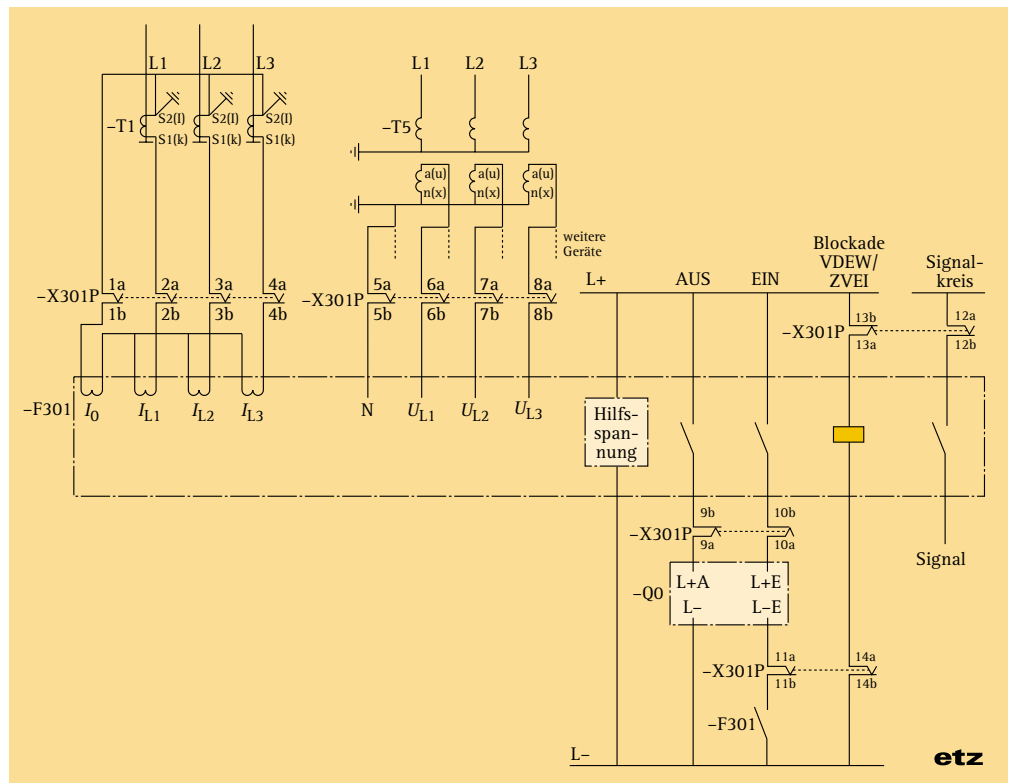 L1 L2 L3
L1 L2 L3
–T1
S2(l) S2(l) S2(l)
S1(k) S1(k) S1(k)
–T5
a(u) a(u) a(u)
n(x) n(x) n(x)
weitere
Geräte
–X301P
1a 2a 3a 4a
1b 2b 3b 4b
–X301P
5a 6a 7a 8a
5b 6b 7b 8b
L+ AUS EIN
Blockade
VDEW/
ZVEI
Signal-
kreis
–X301P
13b 12a
13a 12b
–F301 I0 IL1 IL2 IL3 N UL1 UL2 UL3
Hilfs-
span-
nung
–X301P
9b 10b
9a 10a
Signal
–Q0
L+A L+E
L– L–E
–X301P
11a 14a
11b 14b
–F301
L–
etz